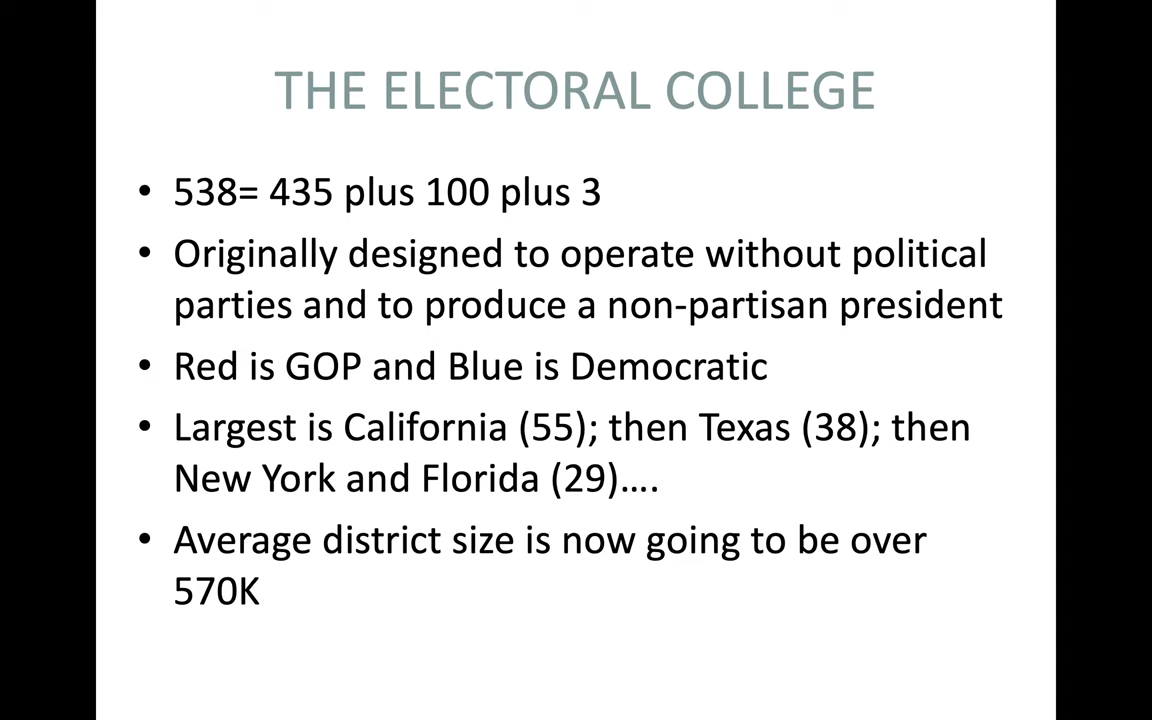 THE ELECTORAL COLLEGE
• 538= 435 plus 100 plus 3
• Originally designed to operate without political
parties and to produce a non-partisan president
• Red is GOP and Blue is Democratic
• Largest is California (55); then Texas (38); then
New York and Florida (29)....
• Average district size is now going to be over
570K